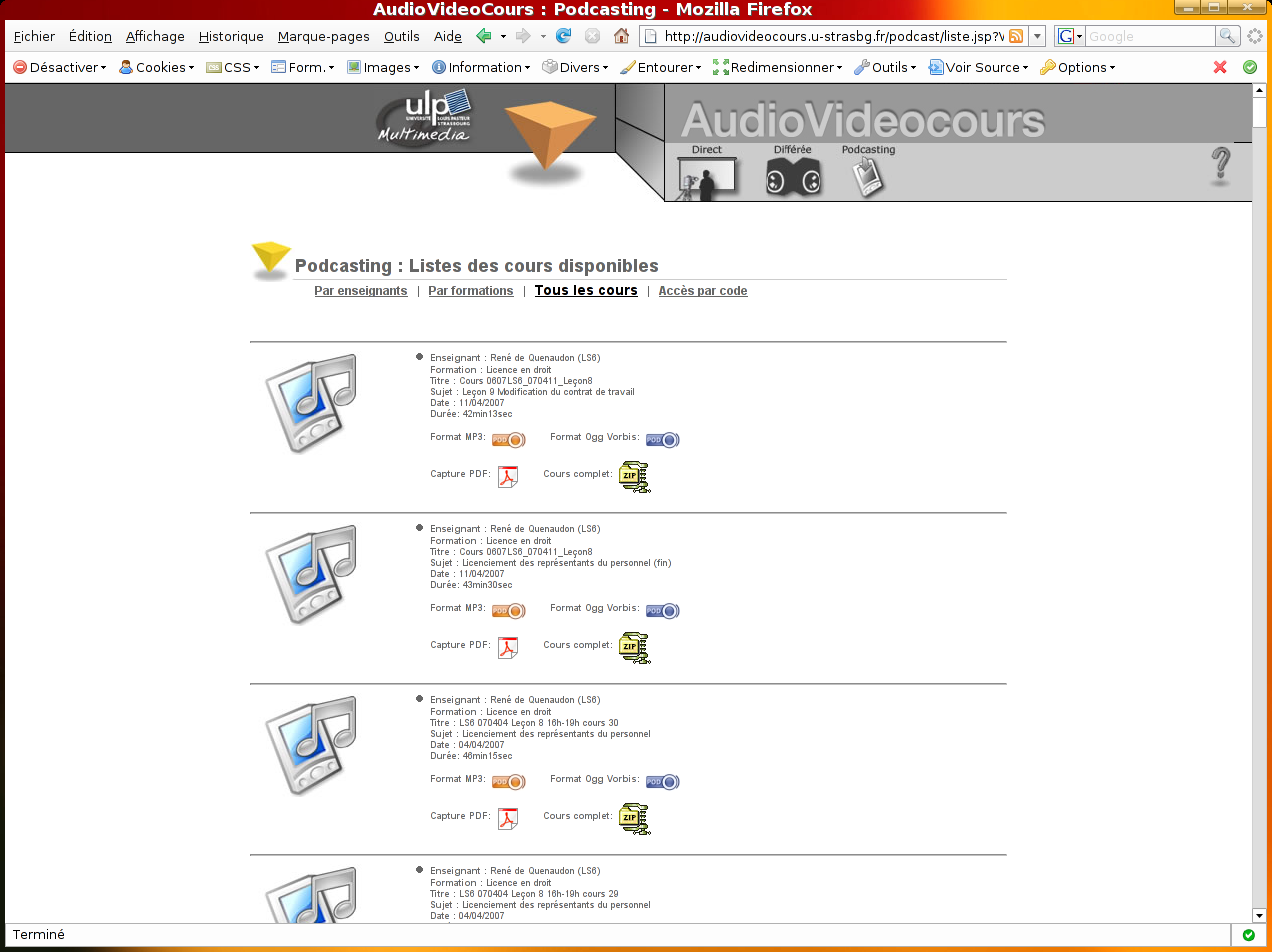 AudioVideoCours : Podcasting - Mozilla Firefox
Fichier Édition Affichage Historique Marque-pages Outils Aide http://audiovideocours.u-strasbg.fr/podcast/liste.jsp?v G Google
Désactiver Cookies CSS CSS Form. Images Information Divers Entourer Redimensionner Outils Voir Source Options
ulp
UNIVERSITÉ LOUIS PASTEUR
STRASBOURG
Multimedia
AudioVideocours
Direct Différée Podcasting
?
Podcasting : Listes des cours disponibles
Par enseignants | Par formations | Tous les cours | Accès par code
Enseignant : René de Quenaudon (LS6)
Formation : Licence en droit
Titre : Cours 0607LS6_070411_Leçon8
Sujet : Leçon 9 Modification du contrat de travail
Date : 11/04/2007
Durée: 42min13sec
Format MP3: POD Format Ogg Vorbis: POD
Capture PDF: Cours complet: ZIP
Enseignant : René de Quenaudon (LS6)
Formation : Licence en droit
Titre : Cours 0607LS6_070411_Leçon8
Sujet : Licenciement des représentants du personnel (fin)
Date : 11/04/2007
Durée: 43min30sec
Format MP3: POD Format Ogg Vorbis: POD
Capture PDF: Cours complet: ZIP
Enseignant : René de Quenaudon (LS6)
Formation : Licence en droit
Titre : LS6 070404 Leçon 8 16h-19h cours 30
Sujet : Licenciement des représentants du personnel
Date : 04/04/2007
Durée: 46min15sec
Format MP3: POD Format Ogg Vorbis: POD
Capture PDF: Cours complet: ZIP
Enseignant : René de Quenaudon (LS6)
Formation : Licence en droit
Titre : LS6 070404 Leçon 8 16h-19h cours 29
Sujet : Licenciement des représentants du personnel
Date : 04/04/2007
Terminé